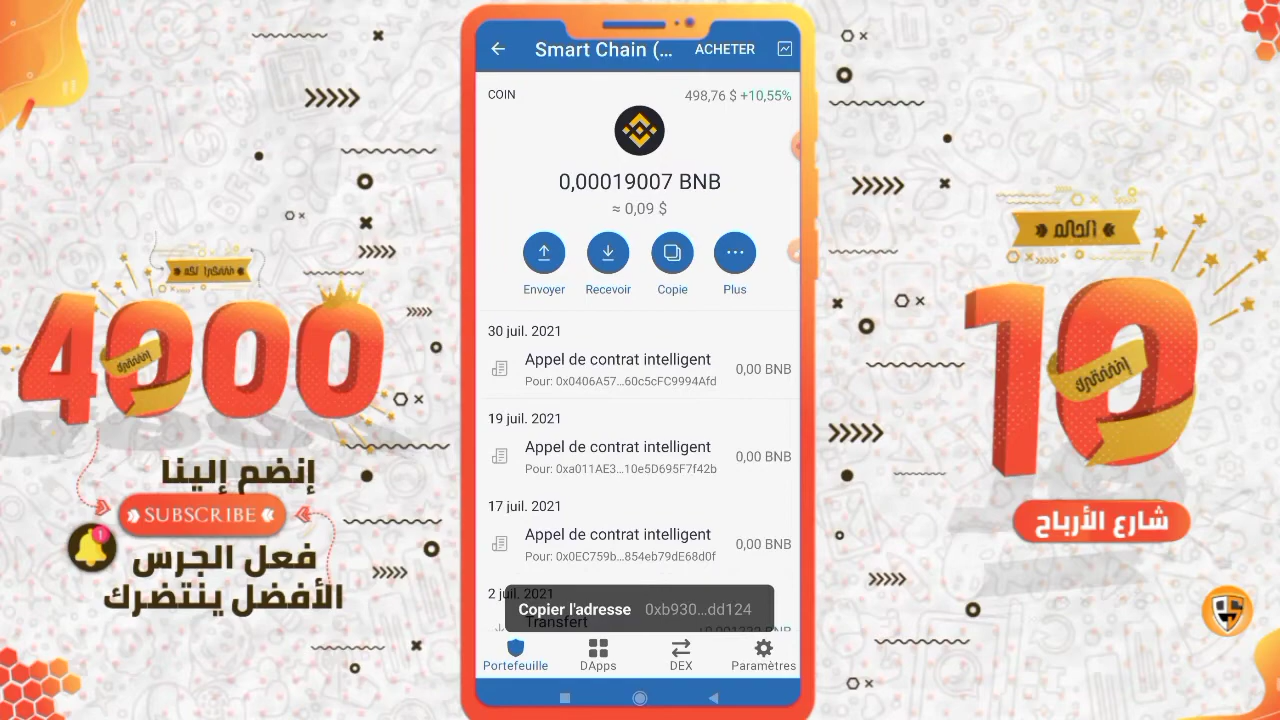 Smart Chain (...
ACHETER
COIN
498,76 $ +10,55%
0,00019007 BNB
≈ 0,09 $
Envoyer
Recevoir
Copie
Plus
30 juil. 2021
Appel de contrat intelligent
0,00 BNB
Pour: 0x0406A57...60c5cFC9994Afd
19 juil. 2021
Appel de contrat intelligent
0,00 BNB
Pour: 0xa011AE3...10e5D695F7f42b
17 juil. 2021
Appel de contrat intelligent
0,00 BNB
Pour: 0x0EC759b...854eb79dE68d0f
2 juil. 2021
Transfert
Copier l'adresse 0xb930...dd124
Portefeuille
DApps
DEX
Paramètres
4000
إنضم إلينا
SUBSCRIBE
1
فعل الجرس
الأفضل ينتضرك
10
شارع الأرباح